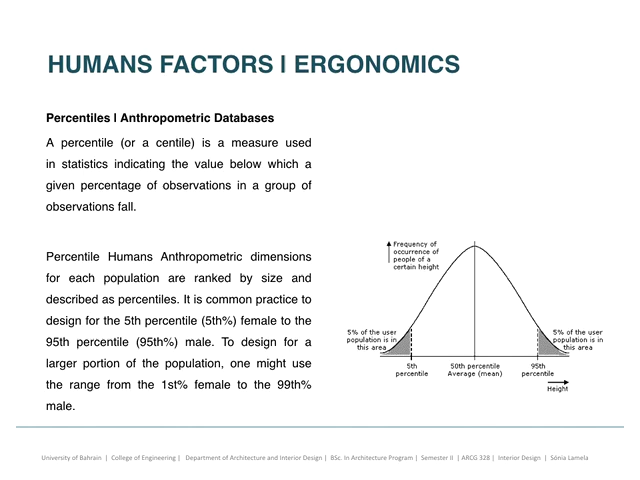 HUMANS FACTORS I ERGONOMICS
Percentiles I Anthropometric Databases
A percentile (or a centile) is a measure used
in statistics indicating the value below which a
given percentage of observations in a group of
observations fall.
Percentile Humans Anthropometric dimensions
for each population are ranked by size and
described as percentiles. It is common practice to
design for the 5th percentile (5th%) female to the
95th percentile (95th%) male. To design for a
larger portion of the population, one might use
the range from the 1st% female to the 99th%
male.
Frequency of
occurrence of
people of a
certain height
5% of the user
population is in
this area
5% of the user
population is in
this area
5th
percentile
50th percentile
Average (mean)
95th
percentile
Height
University of Bahrain | College of Engineering | Department of Architecture and Interior Design | BSc. In Architecture Program | Semester II | ARCG 328 | Interior Design | Sónia Lamela